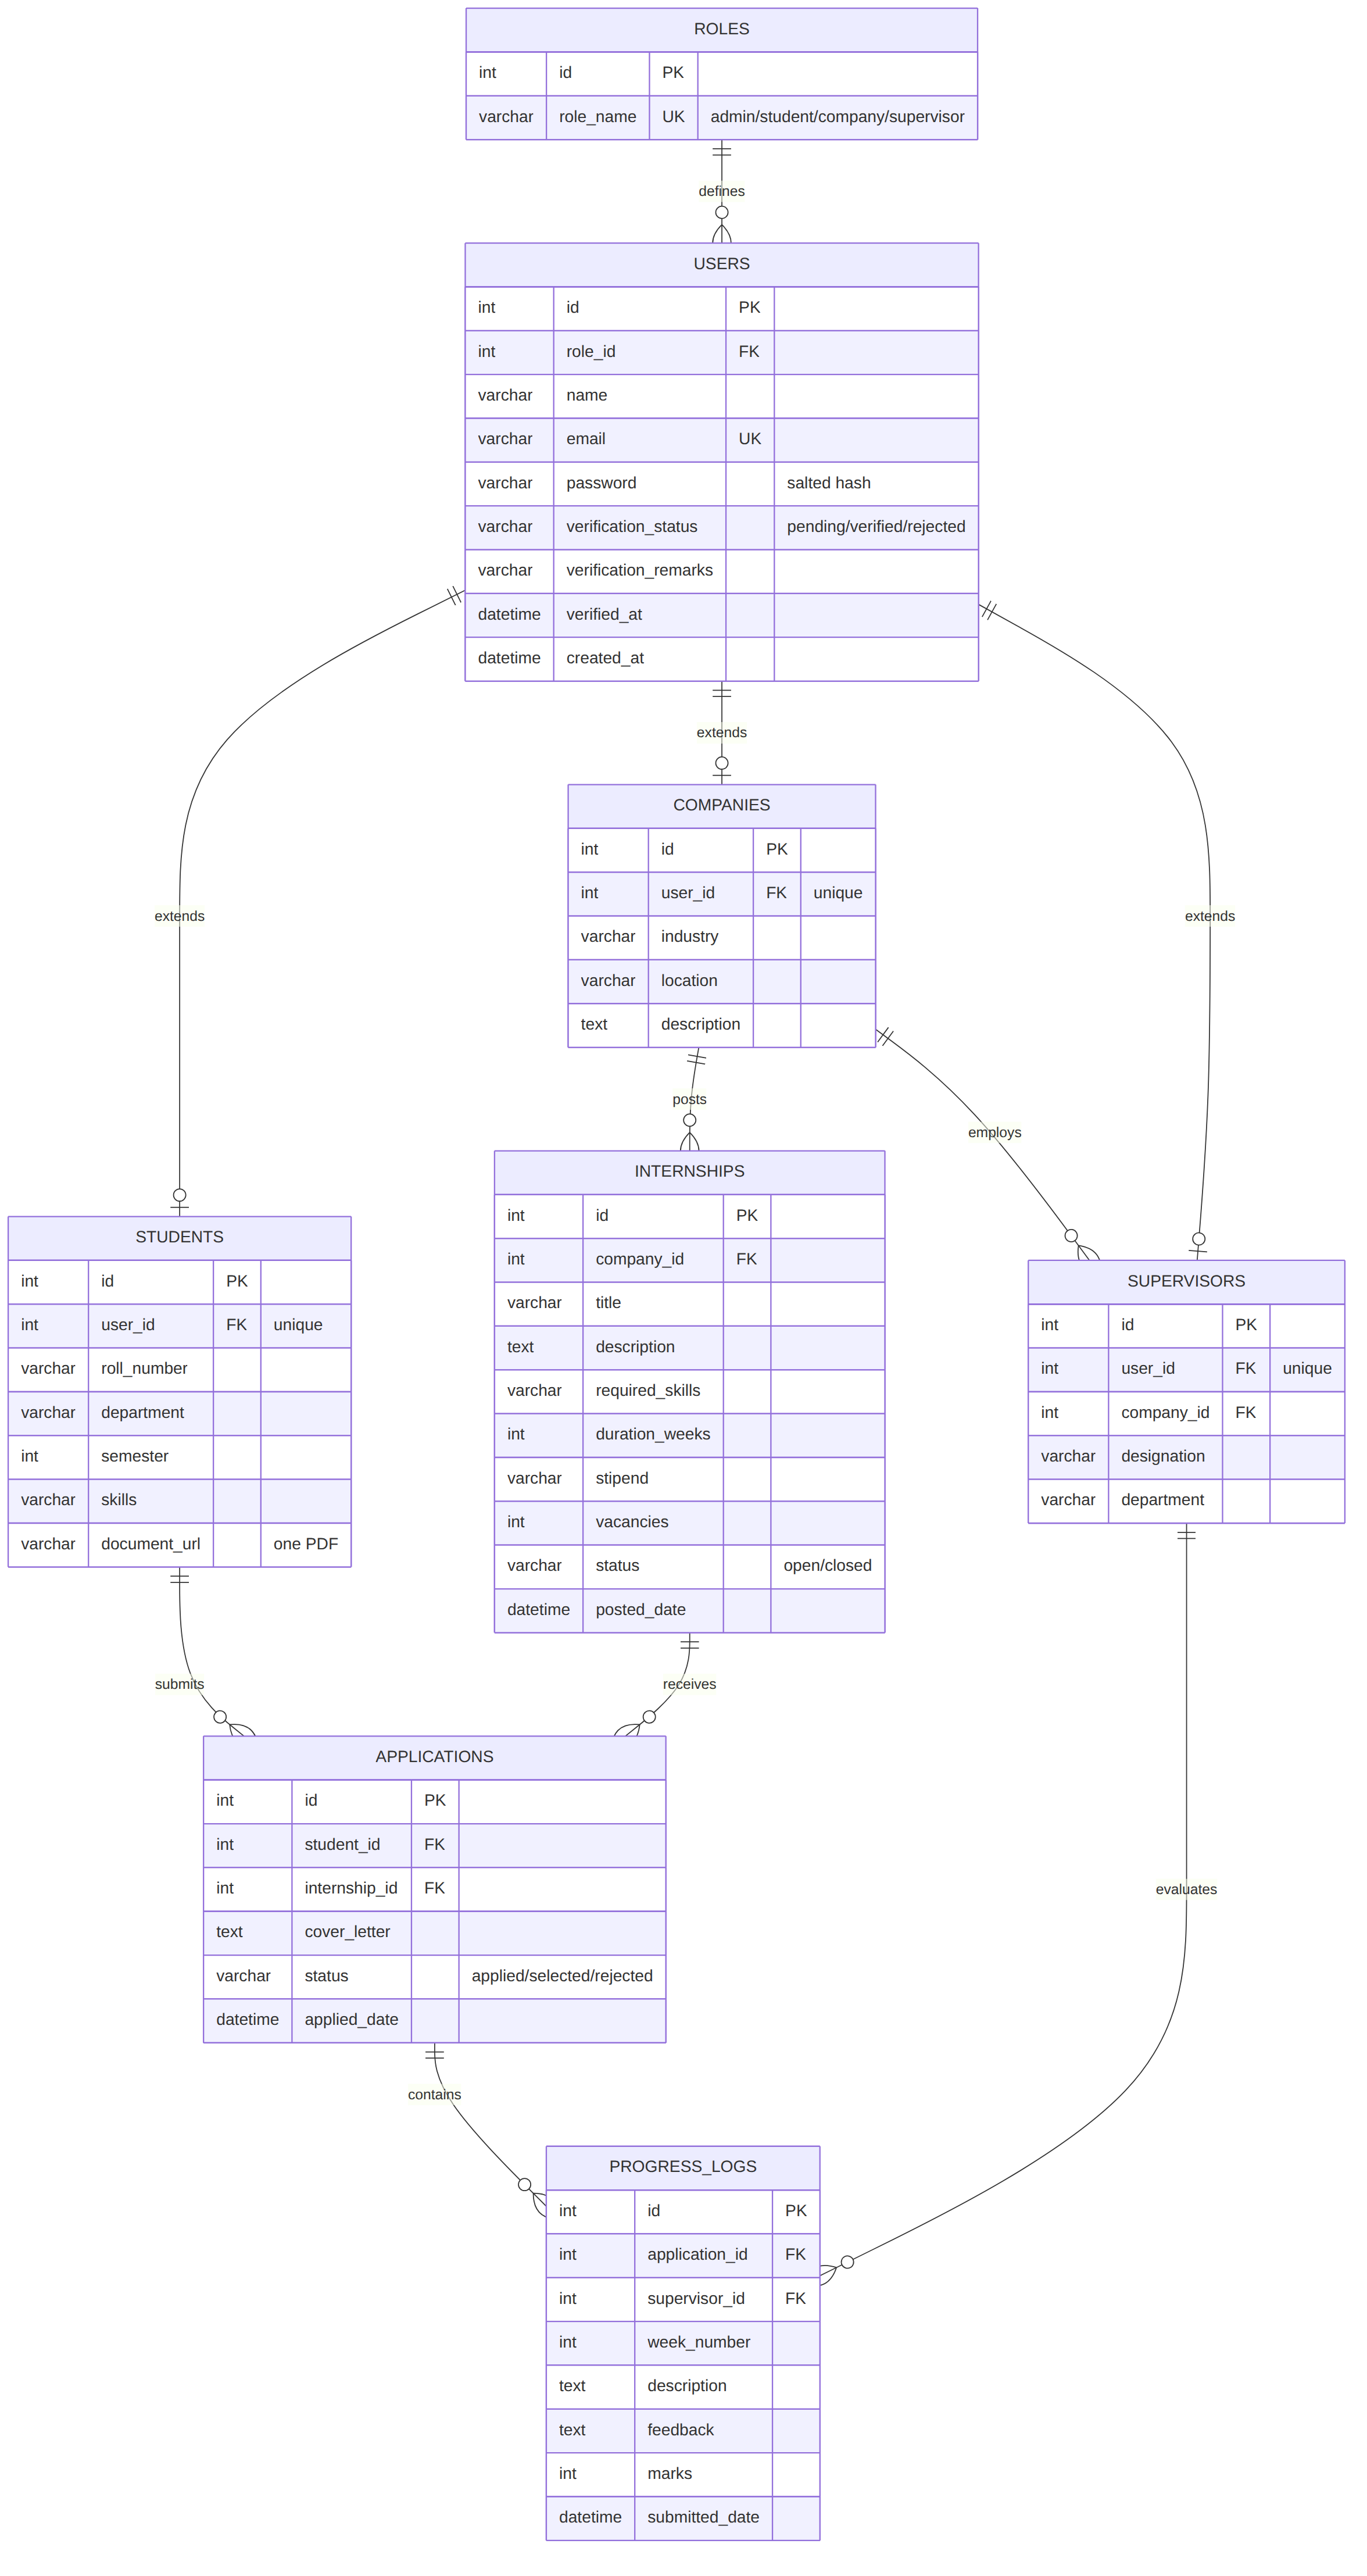 ROLES
int id PK
varchar role_name UK admin/student/company/supervisor
defines
USERS
int id PK
int role_id FK
varchar name
varchar email UK
varchar password salted hash
varchar verification_status pending/verified/rejected
varchar verification_remarks
datetime verified_at
datetime created_at
extends
COMPANIES
int id PK
int user_id FK unique
varchar industry
varchar location
text description
extends
extends
posts
employs
INTERNSHIPS
int id PK
int company_id FK
varchar title
text description
varchar required_skills
int duration_weeks
varchar stipend
int vacancies
varchar status open/closed
datetime posted_date
STUDENTS
int id PK
int user_id FK unique
varchar roll_number
varchar department
int semester
varchar skills
varchar document_url one PDF
SUPERVISORS
int id PK
int user_id FK unique
int company_id FK
varchar designation
varchar department
submits
receives
APPLICATIONS
int id PK
int student_id FK
int internship_id FK
text cover_letter
varchar status applied/selected/rejected
datetime applied_date
evaluates
contains
PROGRESS_LOGS
int id PK
int application_id FK
int supervisor_id FK
int week_number
text description
text feedback
int marks
datetime submitted_date